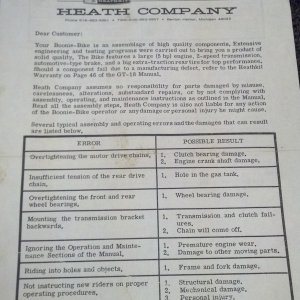 HEATH COMPANY
Benton Harbor, Michigan 49022
Dear Customer:
Your Boonie-Bike is an assemblage of high quality components. Extensive
engineering and testing programs were carried out to bring you a product of
solid quality. The Bike features a large (5 hp) engine, 2-speed transmission,
automotive-type brake, and a big extra-traction rear tire for top performance.
Should a component fail due to a manufacturing defect, refer to the Heathkit
Warranty on Page 46 of the GT-18 Manual.
Heath Company assumes no responsibility for parts damaged by misuse,
carelessness, alterations, substandard repairs, or by not complying with
assembly, operating, and maintenance instructions as outlined in the Manual.
Read all the assembly steps. Heath Company is also not liable for any action
of the Boonie-Bike operator or any damage or personal injury he might cause.
Several typical assembly and operating errors and the damages that can result
are listed below.
ERROR
POSSIBLE RESULT
Overtightening the motor drive chains.
1. Clutch bearing damage.
2. Engine crank shaft damage.
Insufficient tension of the rear drive
chain.
1. Hole in the gas tank.
Overtightening the front and rear
wheel bearings.
1. Wheel bearing damage.
Mounting the transmission bracket
backwards.
1. Transmission and clutch fail-
ures.
2. Chain will come off.
Ignoring the Operation and Mainte-
nance Sections of the Manual.
1. Premature engine wear.
2. Damage to other moving parts.
Riding into holes and objects.
1. Frame and fork damage.
Not instructing new riders on proper
operating procedures.
1. Structural damage.
2. Mechanical damage.
3. Personal injury.